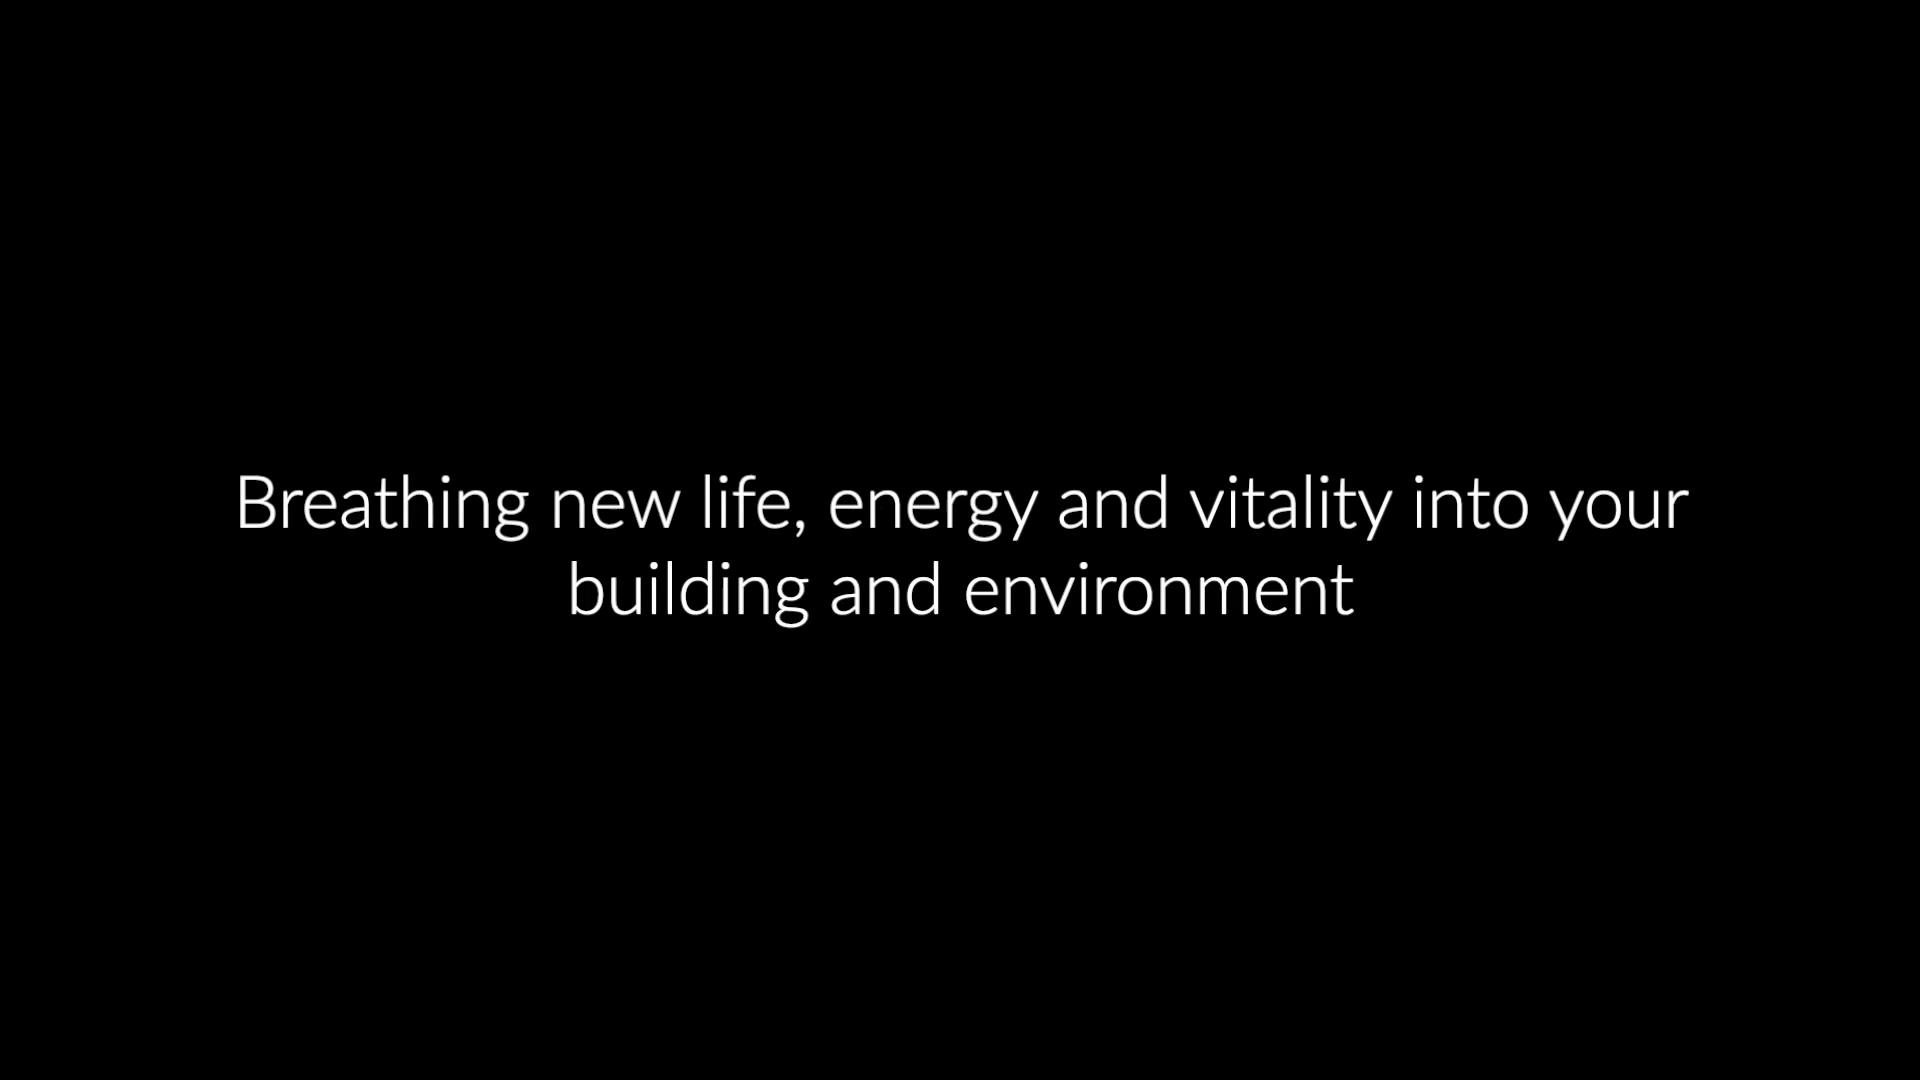 Breathing new life, energy and vitality into your
building and environment